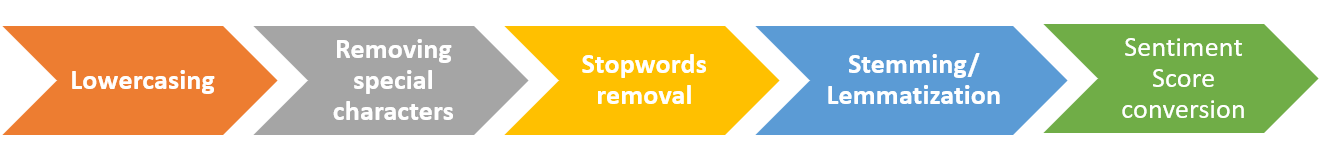 Lowercasing
Removing
special
characters
Stopwords
removal
Stemming/
Lemmatization
Sentiment
Score
conversion